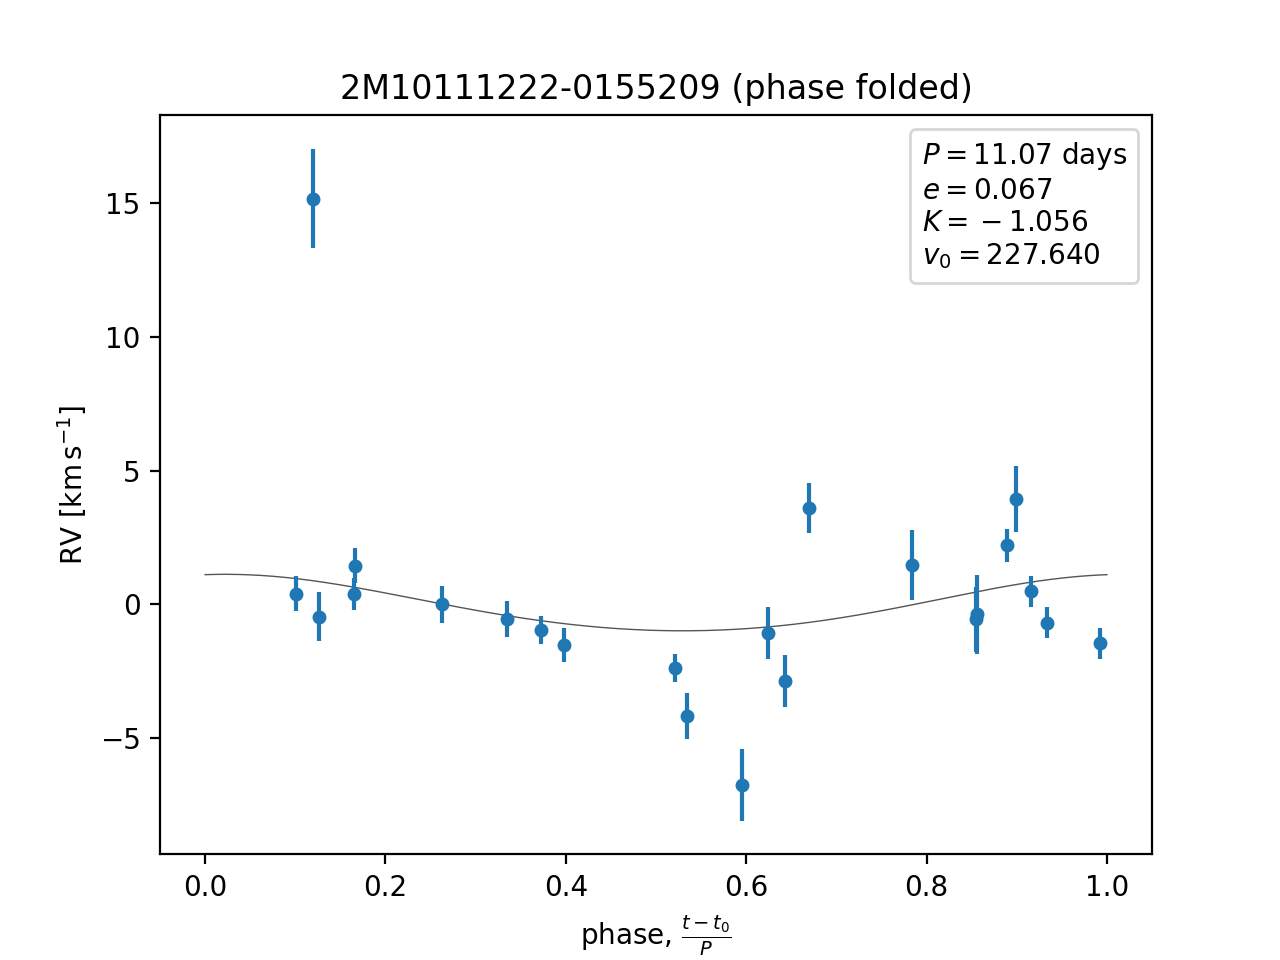 2M10111222-0155209 (phase folded)
P = 11.07 days
e = 0.067
K = −1.056
v₀ = 227.640
15
10
5
0
−5
RV [km s⁻¹]
0.0 0.2 0.4 0.6 0.8 1.0
phase, (t − t₀)/P